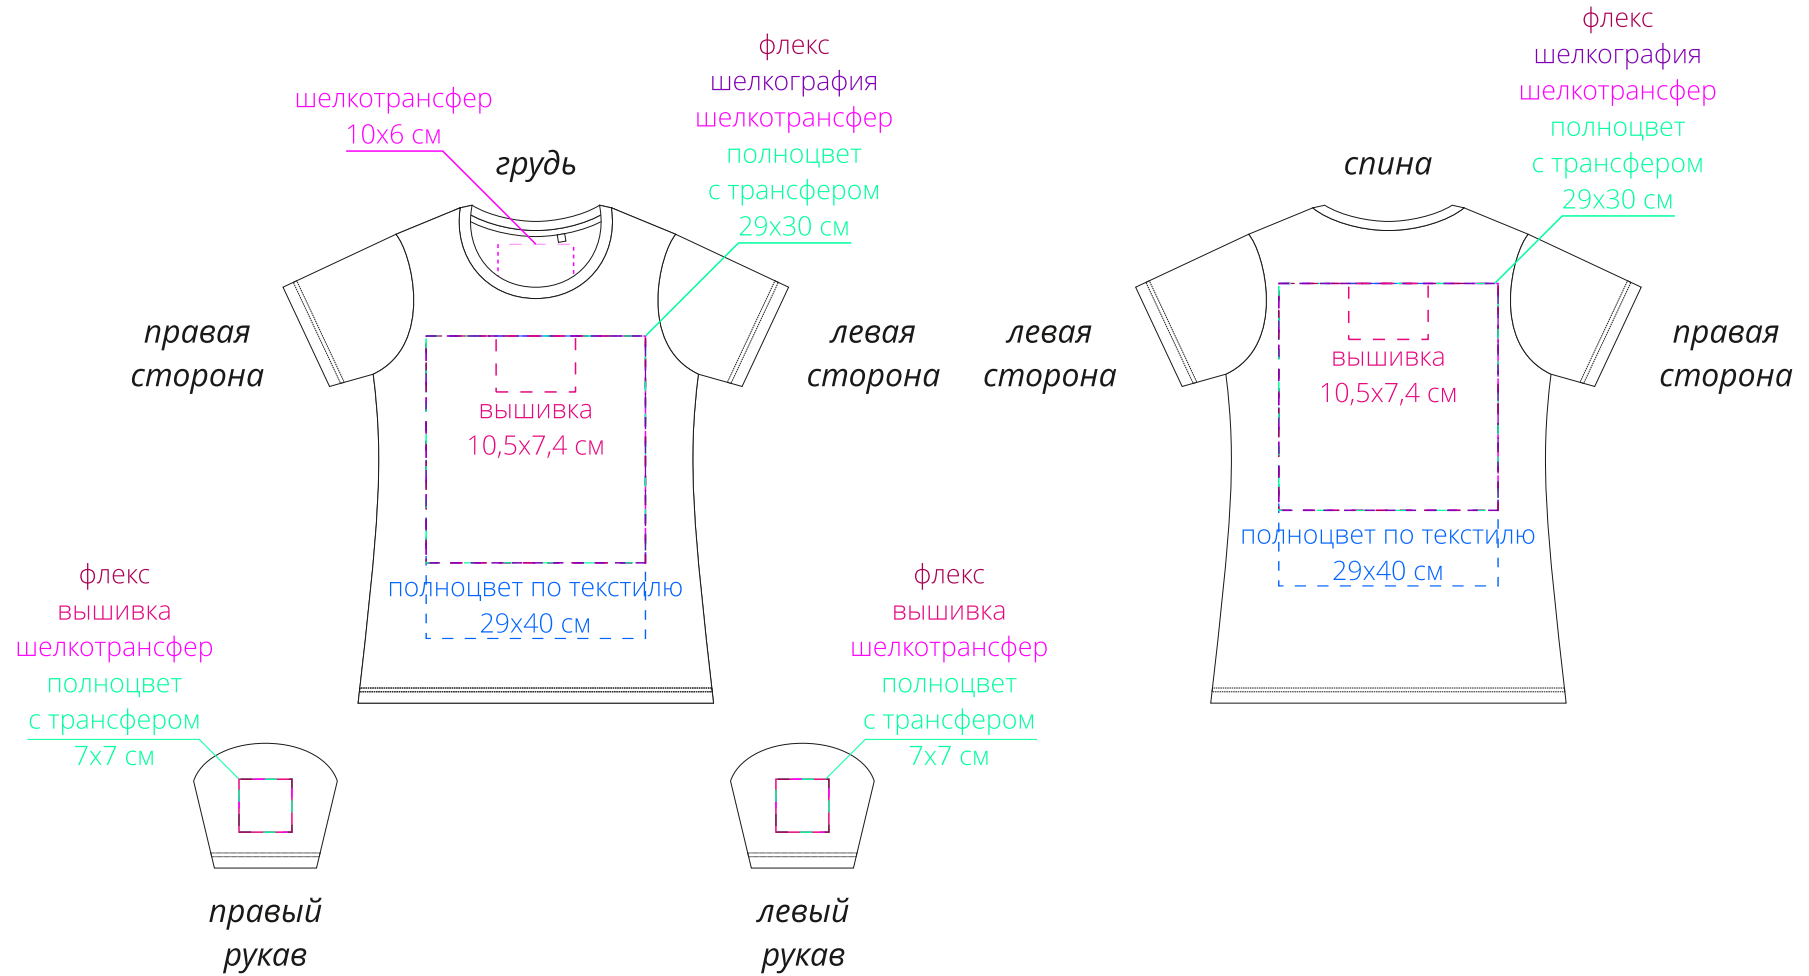 шелкотрансфер
10х6 см
грудь
флекс
шелкография
шелкотрансфер
полноцвет
с трансфером
29х30 см
правая
сторона
левая
сторона
вышивка
10,5х7,4 см
полноцвет по текстилю
29х40 см
спина
флекс
шелкография
шелкотрансфер
полноцвет
с трансфером
29х30 см
левая
сторона
правая
сторона
вышивка
10,5х7,4 см
полноцвет по текстилю
29х40 см
флекс
вышивка
шелкотрансфер
полноцвет
с трансфером
7х7 см
правый
рукав
флекс
вышивка
шелкотрансфер
полноцвет
с трансфером
7х7 см
левый
рукав